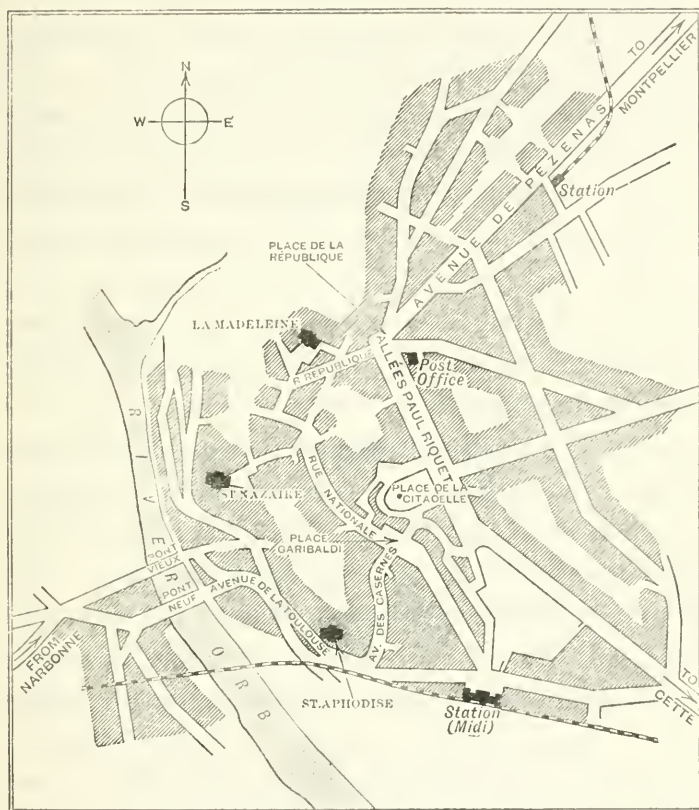 N
W
E
S
TO
MONTPELLIER
AVENUE DE PÉZENAS
Station
PLACE DE LA
RÉPUBLIQUE
LA MADELEINE
R. RÉPUBLIQUE
Post
Office
ALLÉES PAUL RIQUET
RIVER ORB
ST NAZAIRE
RUE NATIONALE
PLACE DE LA
CITADELLE
PLACE
GARIBALDI
PONT
VIEUX
PONT
NEUF
AVENUE DE LA TOULOUSE
AV. DES CASERNES
FROM
NARBONNE
ST. APHODISE
Station
(Midi)
TO
CETTE